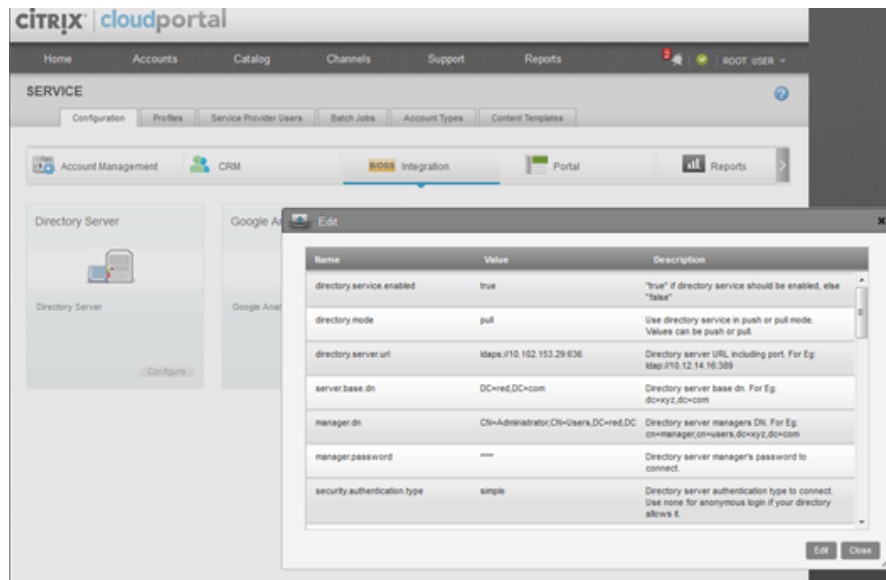 CITRIX cloudportal
Home Accounts Catalog Channels Support Reports 2 ROOT USER
SERVICE
Configuration Profiles Service Provider Users Batch Jobs Account Types Content Templates
Account Management CRM B/OSS Integration Portal Reports
Directory Server
Google An
Directory Server
Google Anal
Configure
Edit
Name Value Description
directory.service.enabled true "true" if directory service should be enabled, else
"false"
directory.mode pull Use directory service in push or pull mode.
Values can be push or pull.
directory.server.url ldaps://10.102.153.29:636 Directory server URL including port. For Eg:
ldap://10.12.14.16:389
server.base.dn DC=red,DC=com Directory server base dn. For Eg:
dc=xyz,dc=com
manager.dn CN=Administrator,CN=Users,DC=red,DC Directory server managers DN. For Eg:
cn=manager,cn=users,dc=xyz,dc=com
manager.password **** Directory server manager's password to
connect.
security.authentication.type simple Directory server authentication type to connect.
Use none for anonymous login if your directory
allows it.
Edit Close